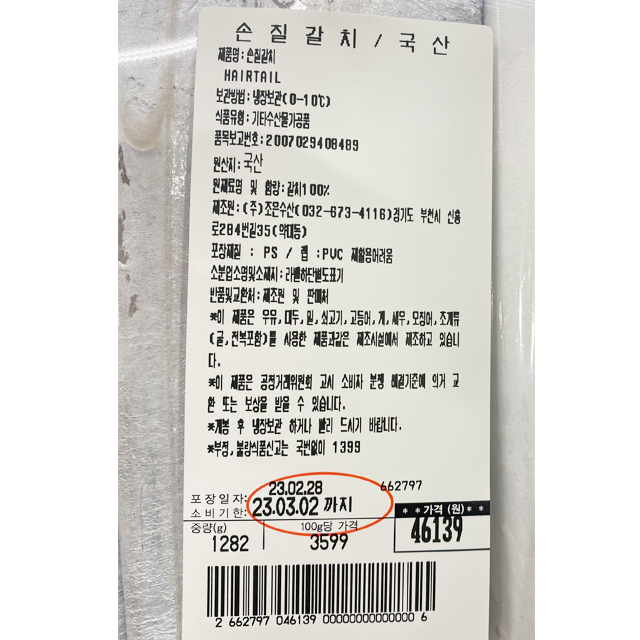 손질갈치/국산
제품명:손질갈치
HAIRTAIL
보관방법:냉장보관(0-10℃)
식품유형:기타수산물가공품
품목보고번호:2007029408489
원산지:국산
원재료명 및 함량:갈치100%
제조원:(주)조은수산(032-673-4116)경기도 부천시 신흥
로284번길35(약대동)
포장재질 : PS / 랩 :PVC 재활용어려움
소분업소명및소재지:라벨하단별도표기
반품및교환처:제조원 및 판매처
*이 제품은 우유,대두,밀,쇠고기,고등어,게,새우,오징어,조개류
(굴,전복포함)를 사용한 제품과같은 제조시설에서 제조하고 있습니
다.
*이 제품은 공정거래위원회 고시 소비자 분쟁 해결기준에 의거 교
환 또는 보상을 받을 수 있습니다.
*개봉 후 냉장보관 하거나 빨리 드시기 바랍니다.
*부정,불량식품신고는 국번없이 1399
포장일자: 23.02.28 662797
소비기한: 23.03.02 까지
**가격(원)**
중량(g) 100g당 가격 46139
1282 3599
2 662797 046139 00000000000000 6